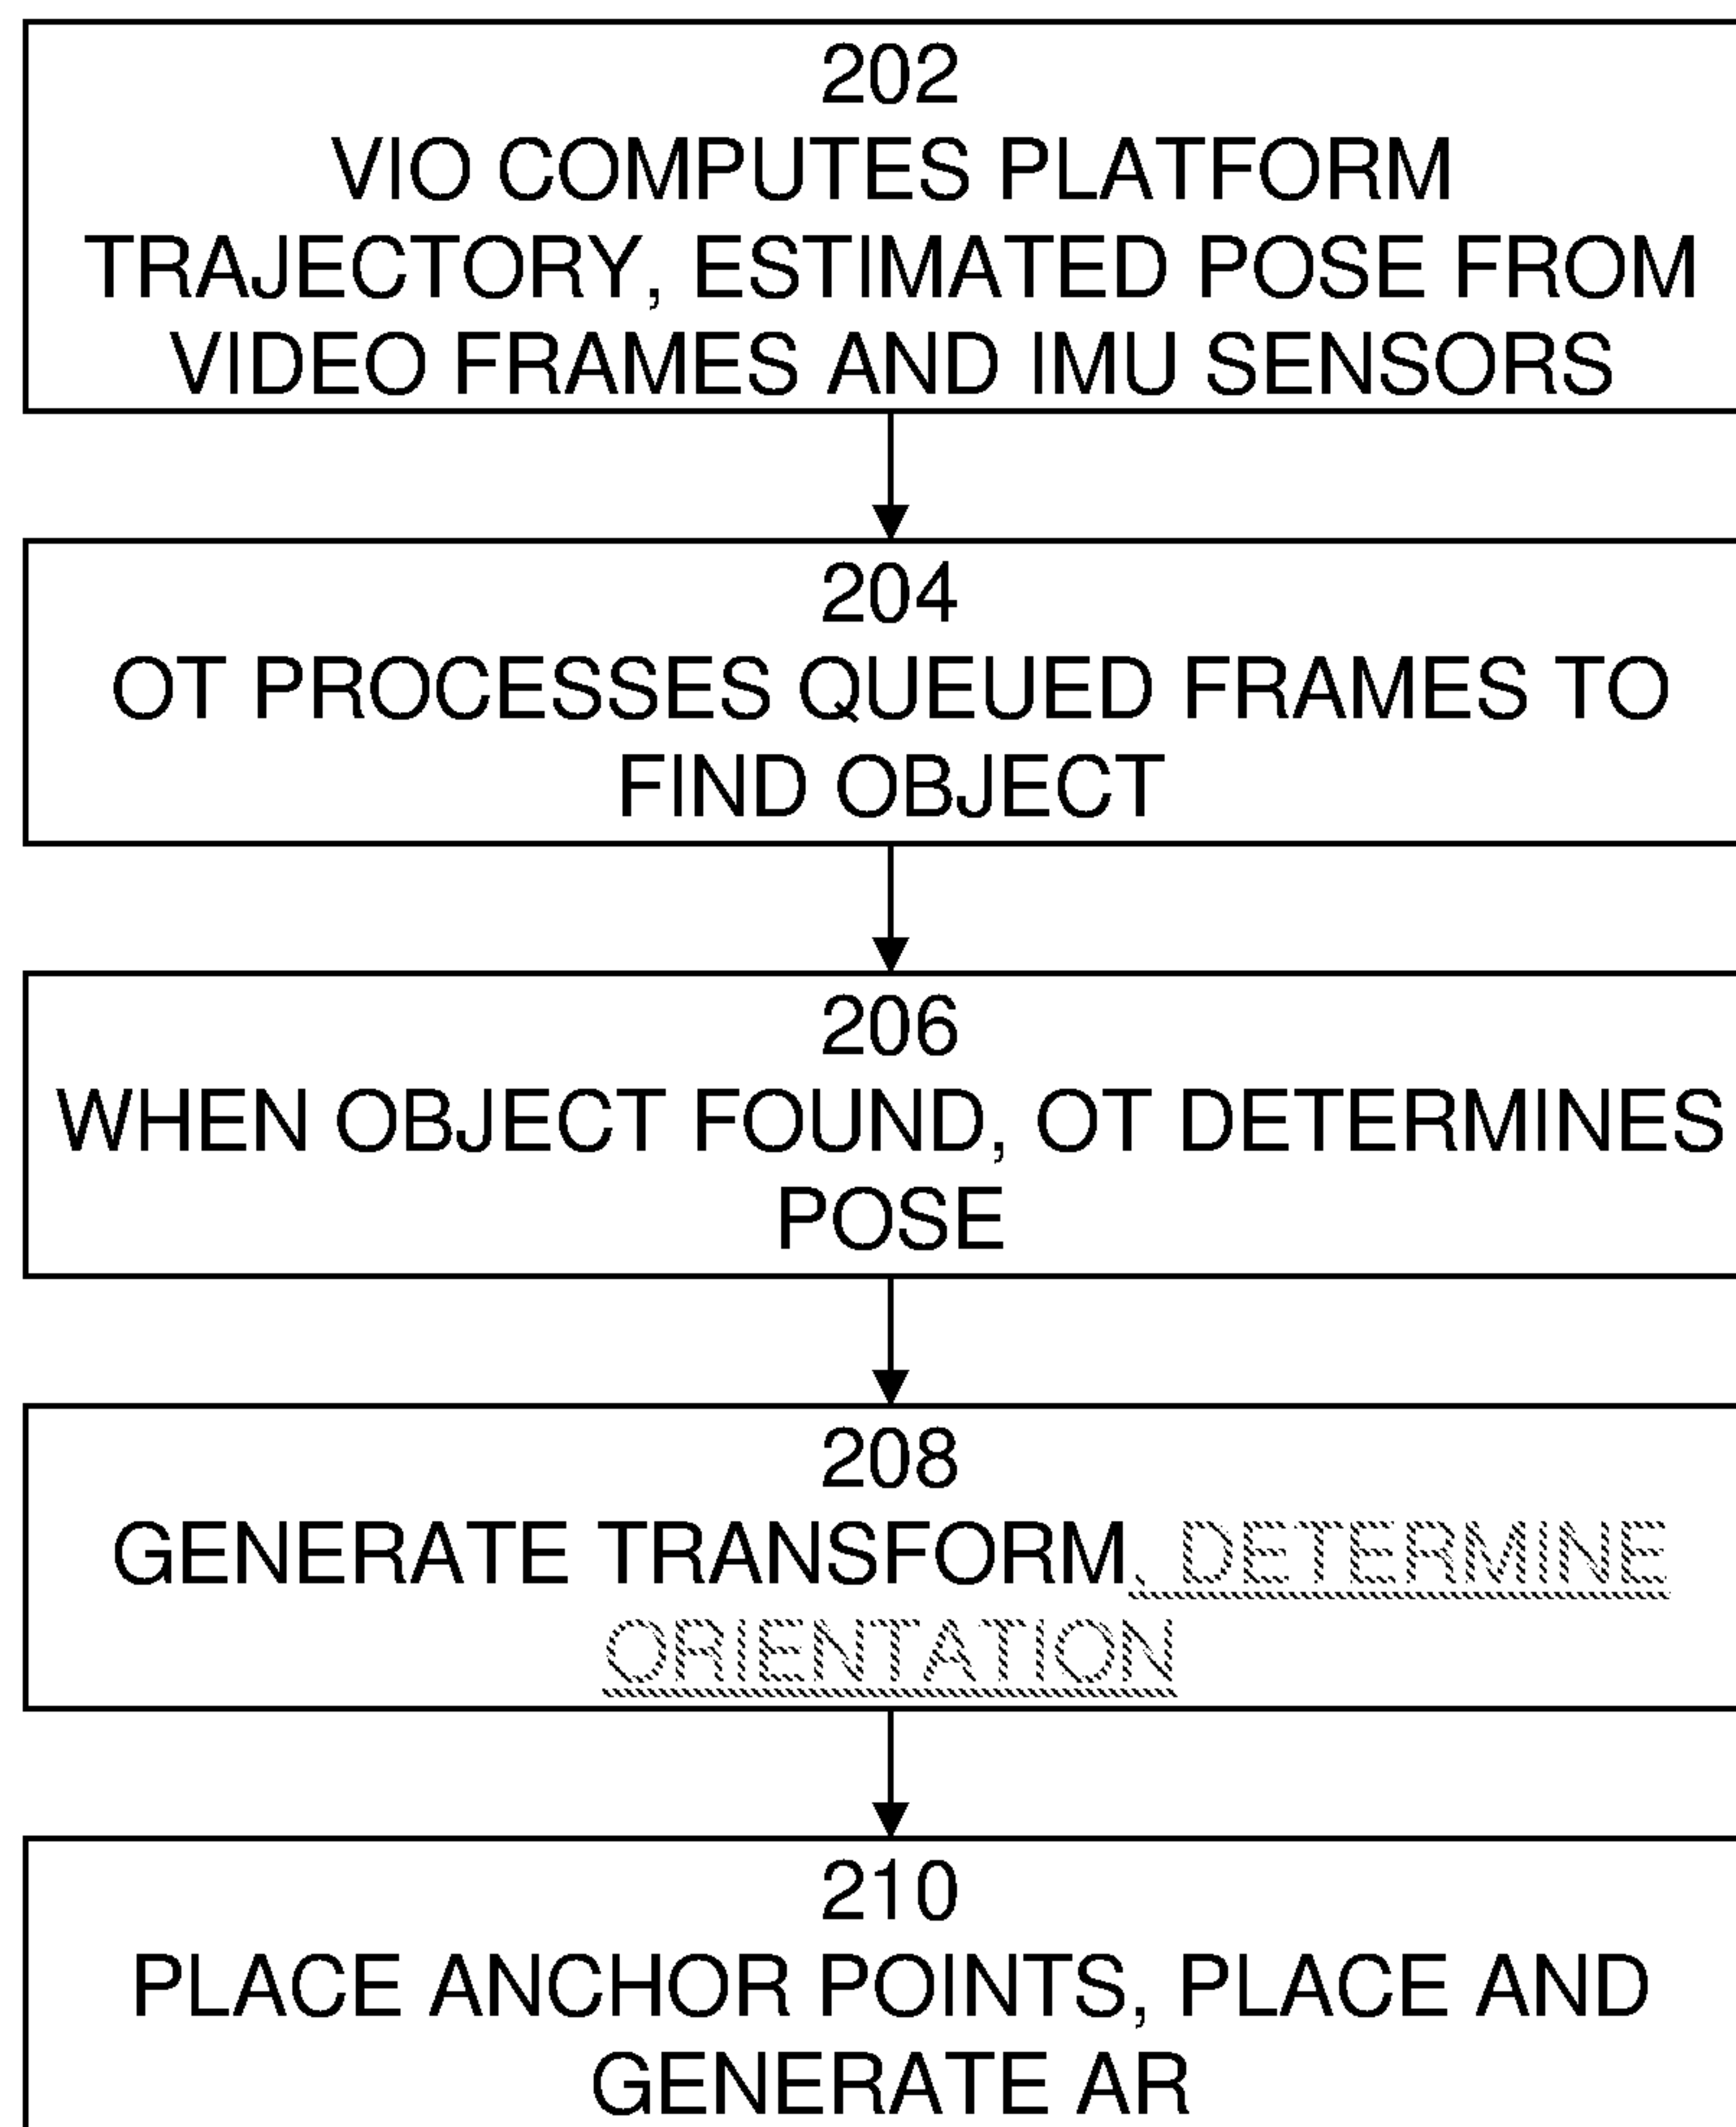 202
VIO COMPUTES PLATFORM
TRAJECTORY, ESTIMATED POSE FROM
VIDEO FRAMES AND IMU SENSORS
204
OT PROCESSES QUEUED FRAMES TO
FIND OBJECT
206
WHEN OBJECT FOUND, OT DETERMINES
POSE
208
GENERATE TRANSFORM, DETERMINE
ORIENTATION
210
PLACE ANCHOR POINTS, PLACE AND
GENERATE AR